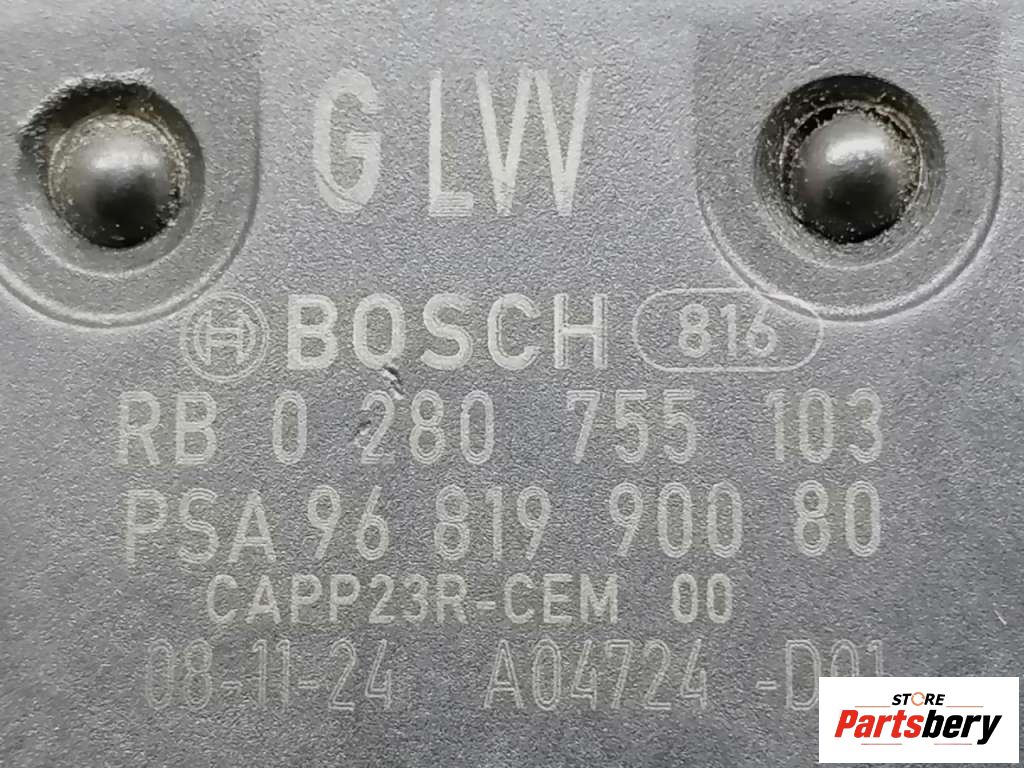 G LW
BOSCH 816
RB 0 280 755 103
PSA 96 819 900 80
CAPP23R-CEM 00
08-11-24 A04724 -D01
STORE
Partsbery